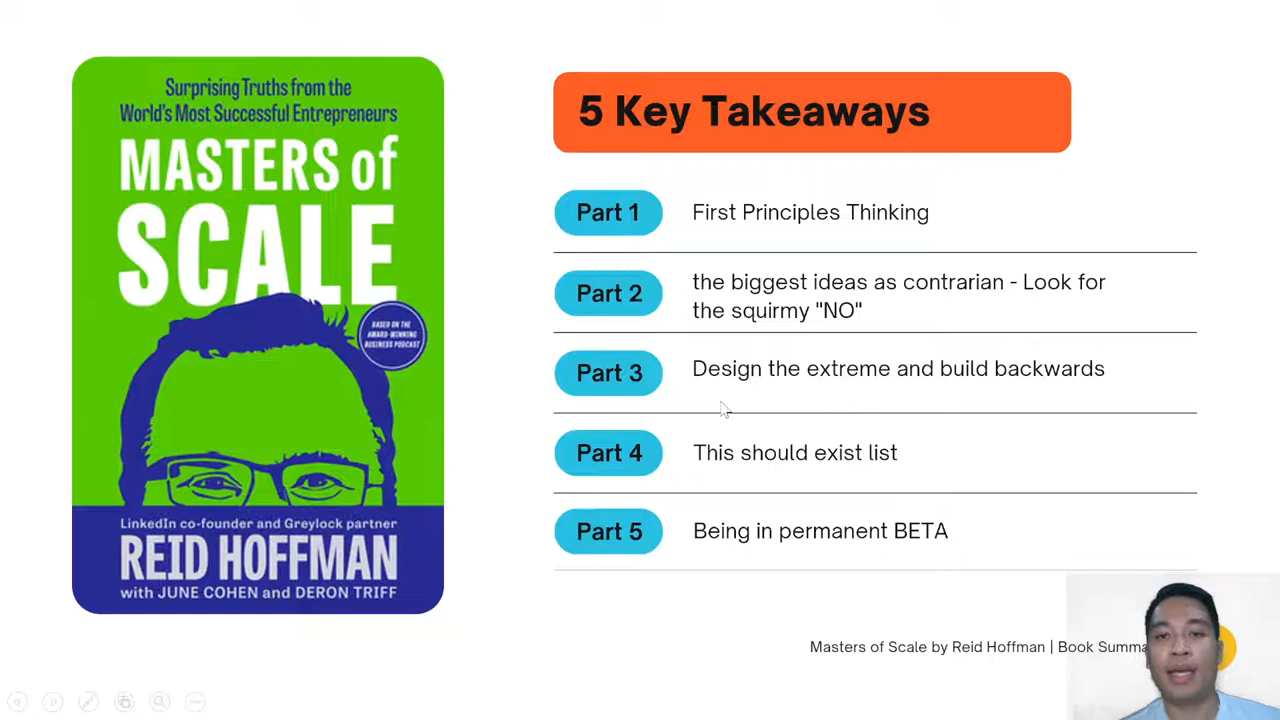 Surprising Truths from the
World's Most Successful Entrepreneurs
MASTERS of
SCALE
BASED ON THE
AWARD-WINNING
BUSINESS PODCAST
LinkedIn co-founder and Greylock partner
REID HOFFMAN
with JUNE COHEN and DERON TRIFF
5 Key Takeaways
Part 1
First Principles Thinking
Part 2
the biggest ideas as contrarian - Look for
the squirmy "NO"
Part 3
Design the extreme and build backwards
Part 4
This should exist list
Part 5
Being in permanent BETA
Masters of Scale by Reid Hoffman | Book Summa